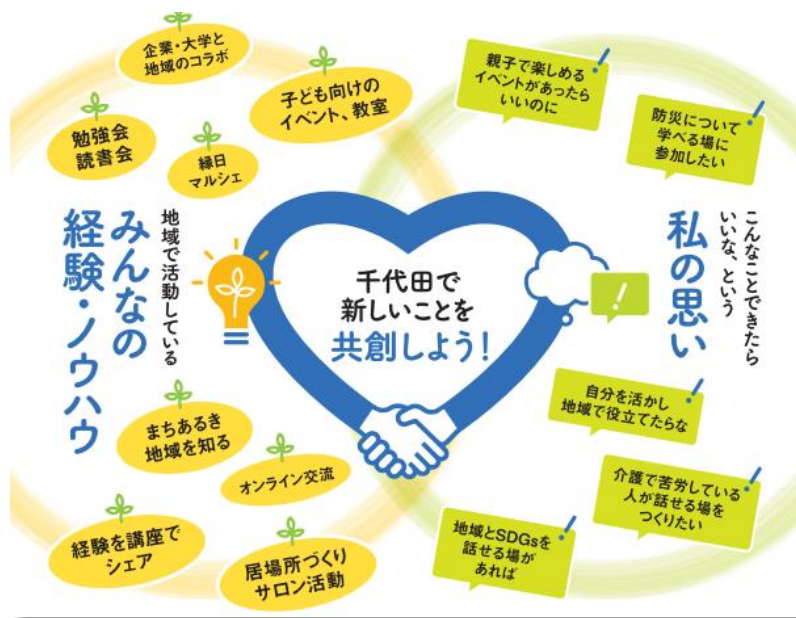 企業・大学と
地域のコラボ
子ども向けの
イベント、教室
勉強会
読書会
縁日
マルシェ
地域で活動している
みんなの
経験・ノウハウ
まちあるき
地域を知る
オンライン交流
経験を講座で
シェア
居場所づくり
サロン活動
千代田で
新しいことを
共創しよう!
親子で楽しめる
イベントがあったら
いいのに
防災について
学べる場に
参加したい
こんなことできたら
いいな、という
私の思い
!
自分を活かし
地域で役立てたらな
介護で苦労している
人が話せる場を
つくりたい
地域とSDGsを
話せる場が
あれば